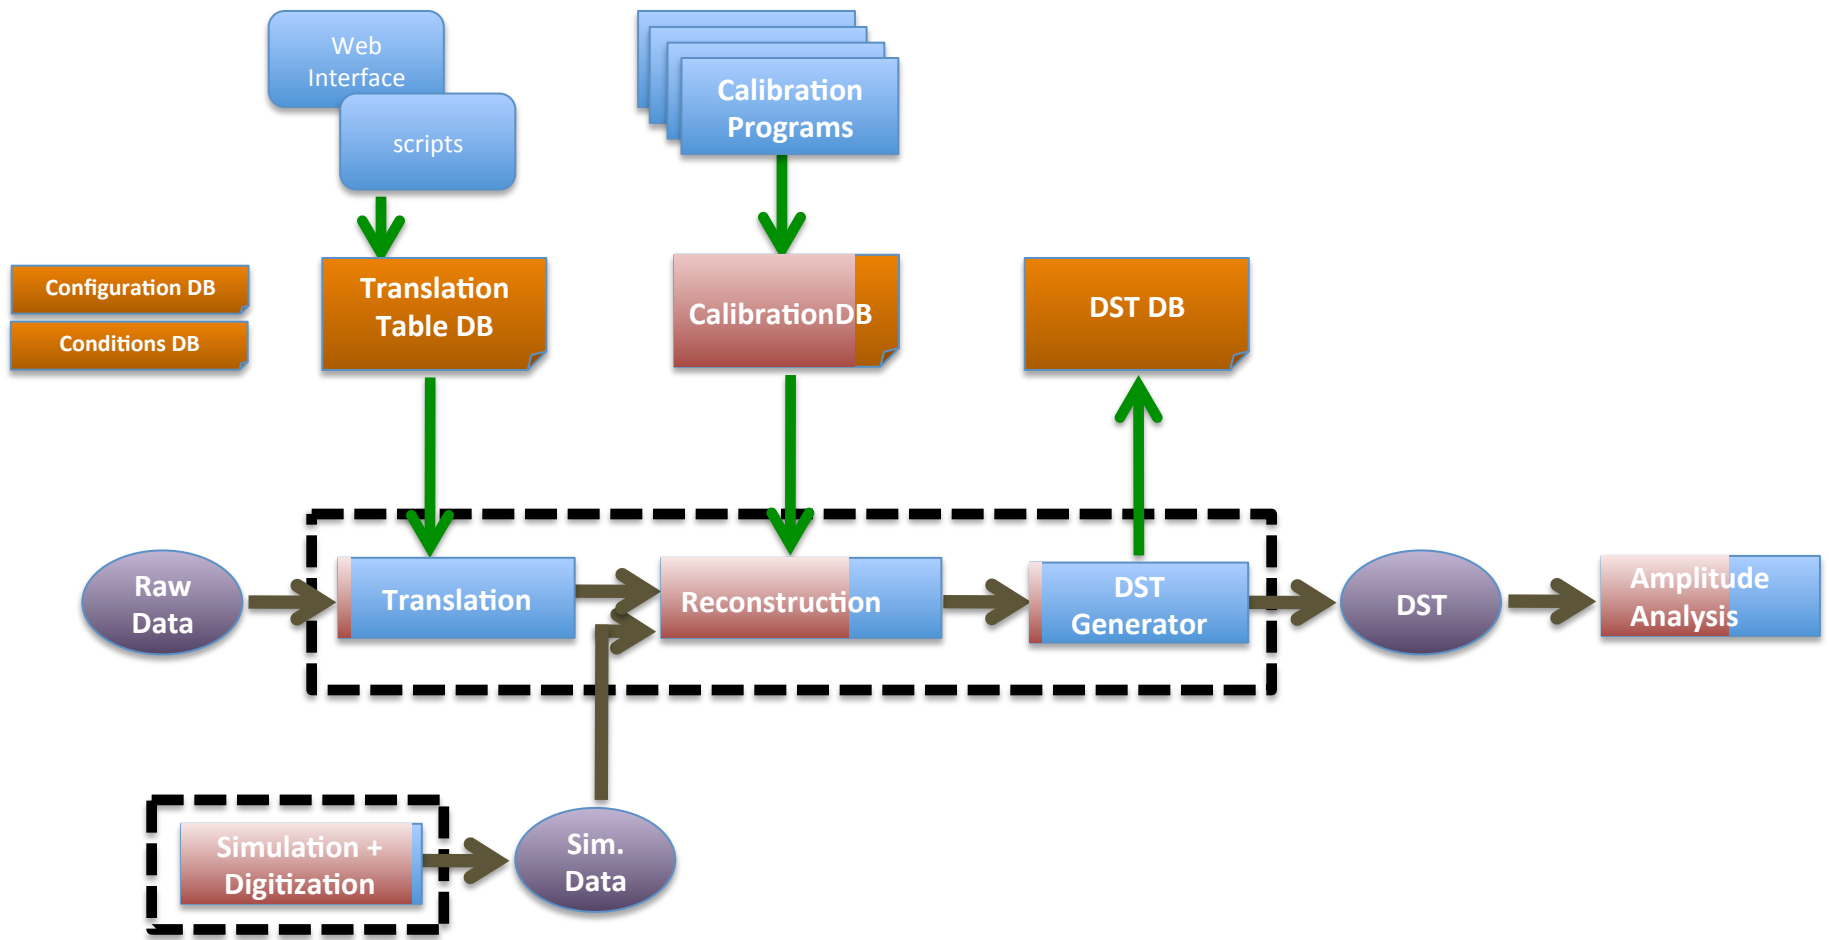 Web
Interface
scripts
Calibration
Programs
Configuration DB
Conditions DB
Translation
Table DB
CalibrationDB
DST DB
Raw
Data
Translation
Reconstruction
DST
Generator
DST
Amplitude
Analysis
Simulation +
Digitization
Sim.
Data